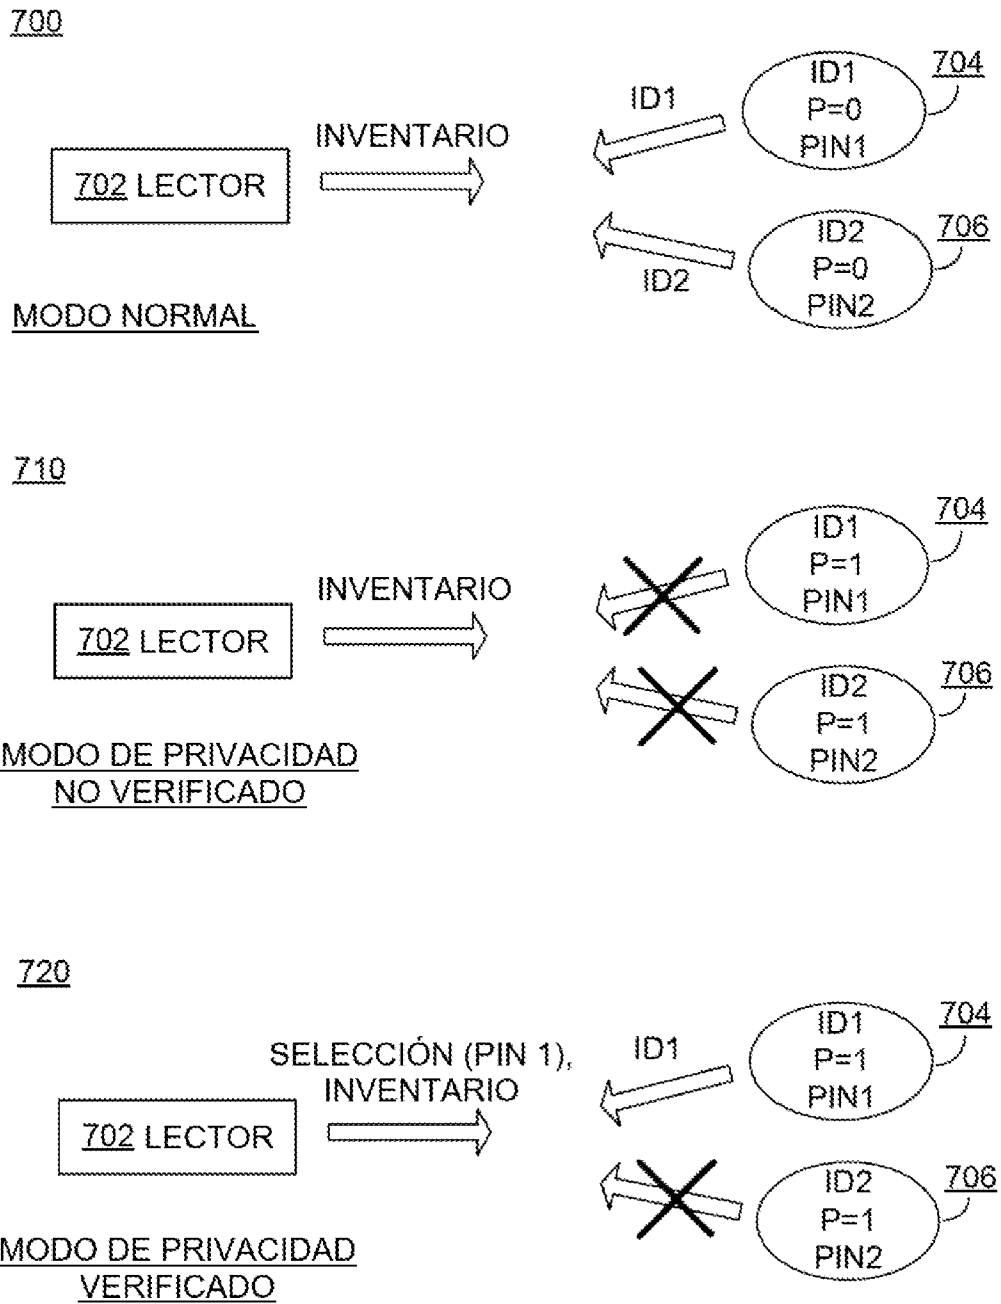 700
INVENTARIO
702 LECTOR
ID1
ID1
P=0
PIN1
704
ID2
ID2
P=0
PIN2
706
MODO NORMAL
710
INVENTARIO
702 LECTOR
ID1
P=1
PIN1
704
ID2
P=1
PIN2
706
MODO DE PRIVACIDAD
NO VERIFICADO
720
SELECCIÓN (PIN 1),
INVENTARIO
702 LECTOR
ID1
ID1
P=1
PIN1
704
ID2
P=1
PIN2
706
MODO DE PRIVACIDAD
VERIFICADO